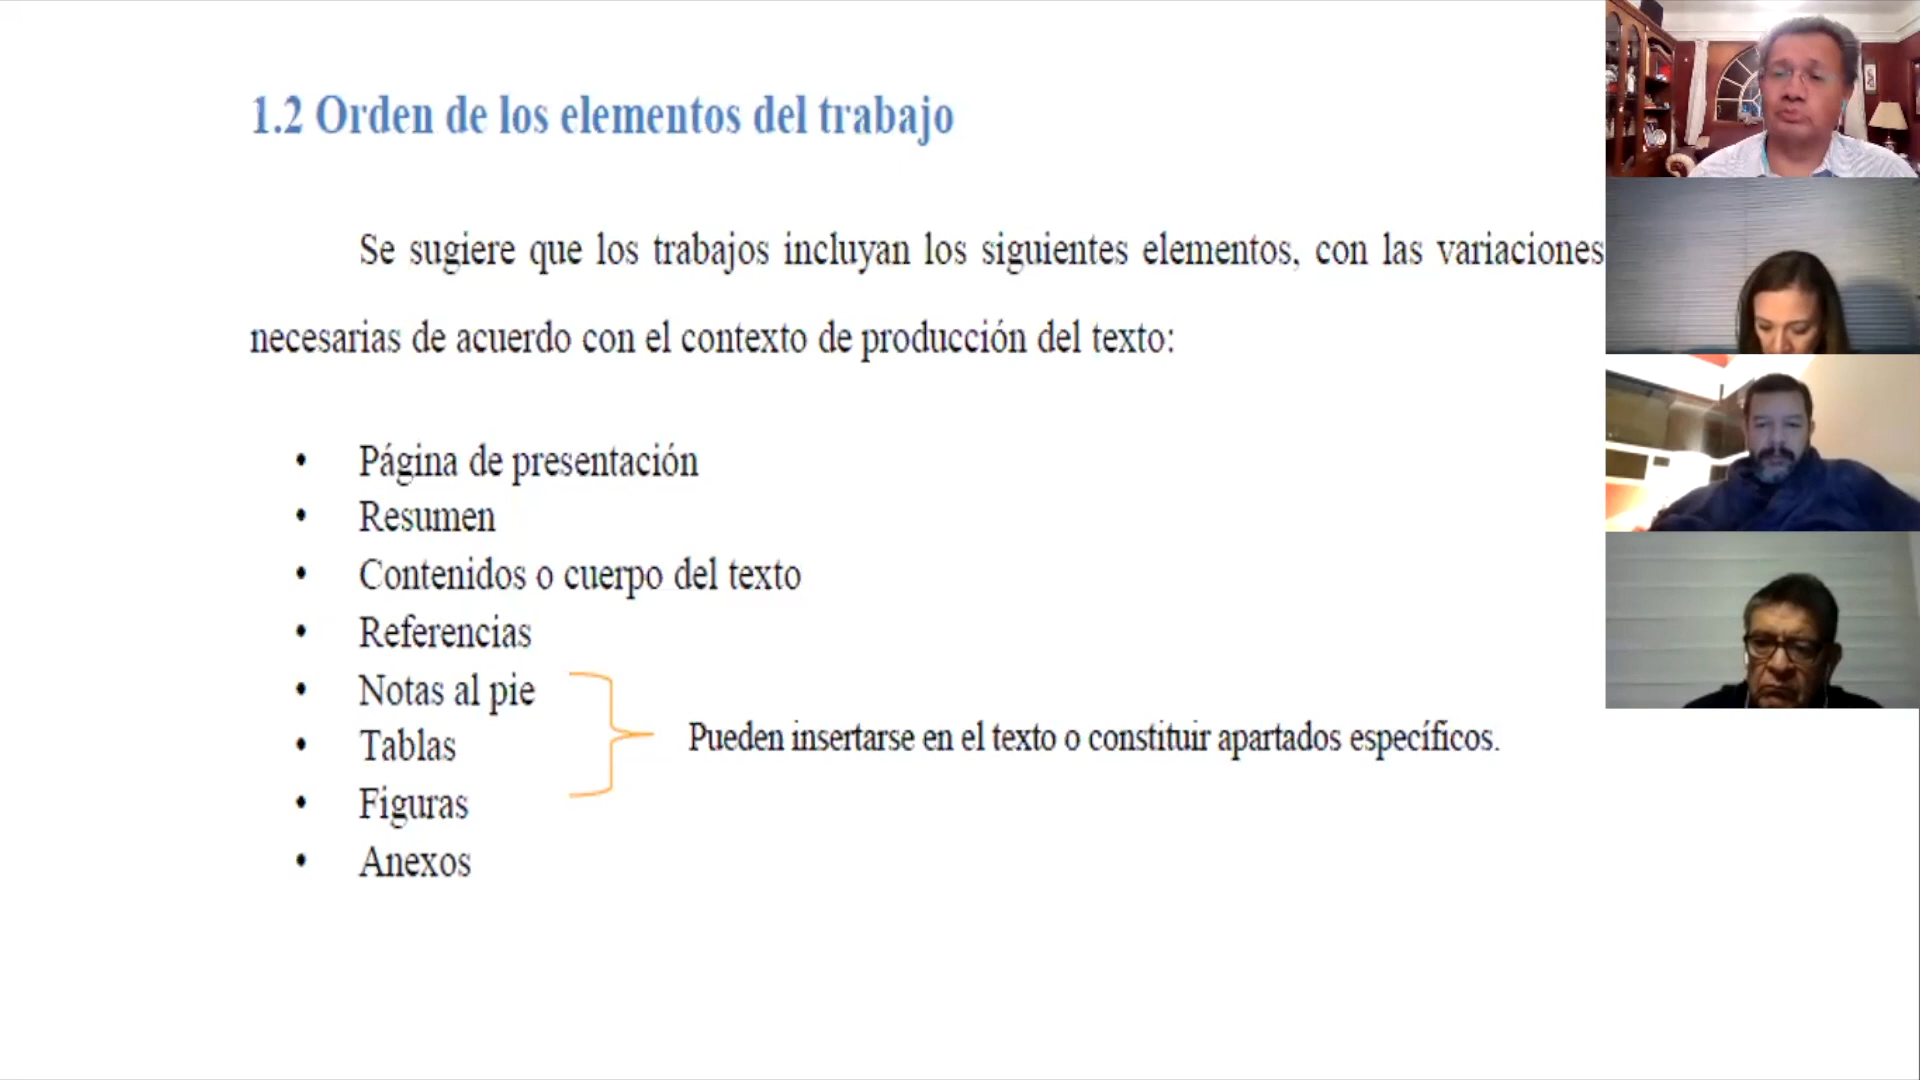 1.2 Orden de los elementos del trabajo
Se sugiere que los trabajos incluyan los siguientes elementos, con las variaciones
necesarias de acuerdo con el contexto de producción del texto:
• Página de presentación
• Resumen
• Contenidos o cuerpo del texto
• Referencias
• Notas al pie
• Tablas
Pueden insertarse en el texto o constituir apartados específicos.
• Figuras
• Anexos